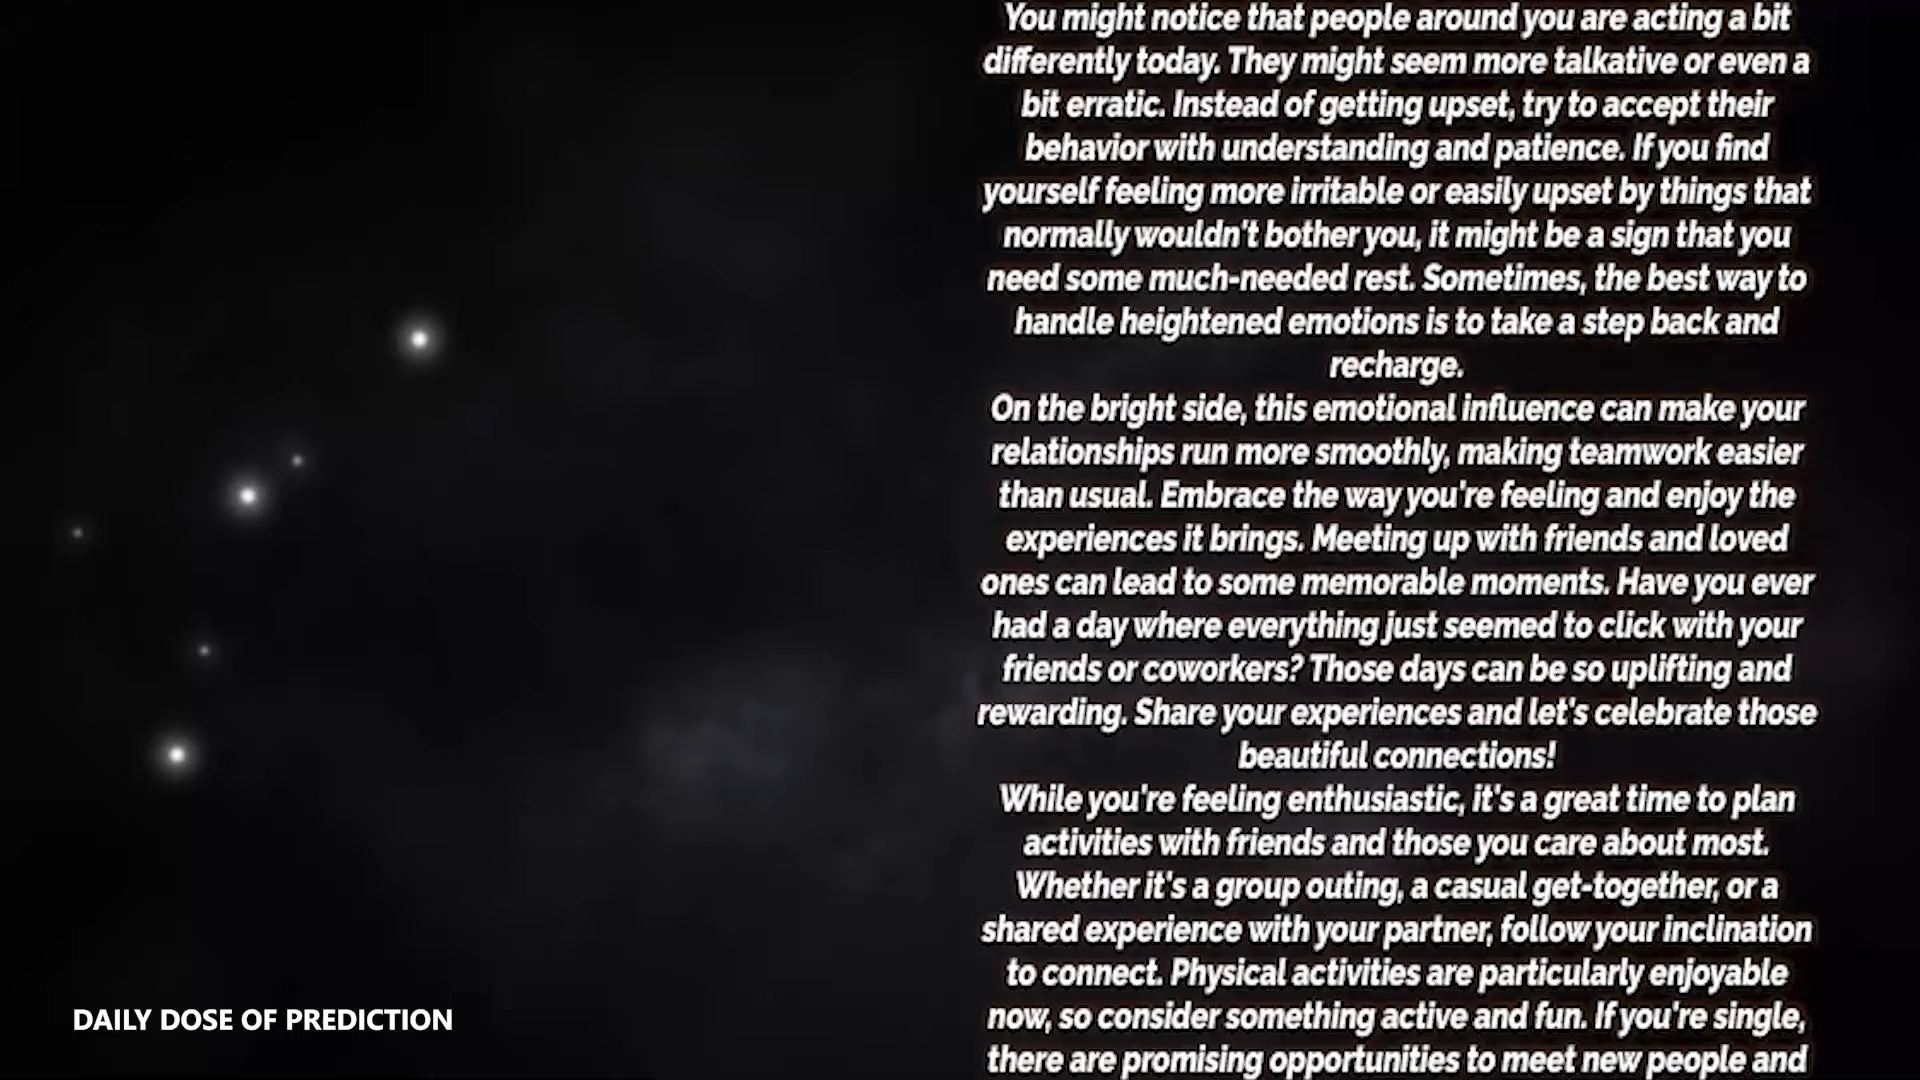 You might notice that people around you are acting a bit
differently today. They might seem more talkative or even a
bit erratic. Instead of getting upset, try to accept their
behavior with understanding and patience. If you find
yourself feeling more irritable or easily upset by things that
normally wouldn't bother you, it might be a sign that you
need some much-needed rest. Sometimes, the best way to
handle heightened emotions is to take a step back and
recharge.
On the bright side, this emotional influence can make your
relationships run more smoothly, making teamwork easier
than usual. Embrace the way you're feeling and enjoy the
experiences it brings. Meeting up with friends and loved
ones can lead to some memorable moments. Have you ever
had a day where everything just seemed to click with your
friends or coworkers? Those days can be so uplifting and
rewarding. Share your experiences and let's celebrate those
beautiful connections!
While you're feeling enthusiastic, it's a great time to plan
activities with friends and those you care about most.
Whether it's a group outing, a casual get-together, or a
shared experience with your partner, follow your inclination
to connect. Physical activities are particularly enjoyable
now, so consider something active and fun. If you're single,
there are promising opportunities to meet new people and
DAILY DOSE OF PREDICTION